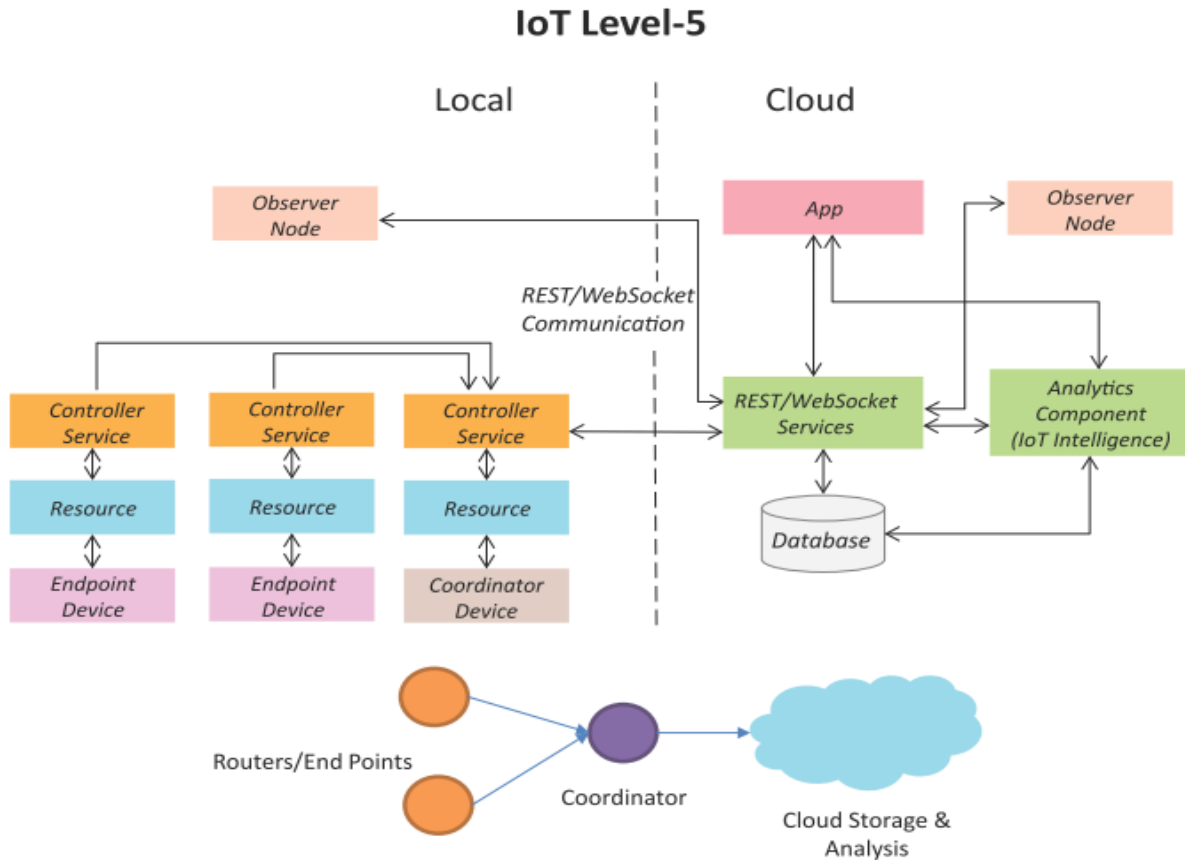 IoT Level-5
Local
Cloud
Observer
Node
App
Observer
Node
REST/WebSocket
Communication
Controller
Service
Controller
Service
Controller
Service
REST/WebSocket
Services
Analytics
Component
(IoT Intelligence)
Resource
Resource
Resource
Database
Endpoint
Device
Endpoint
Device
Coordinator
Device
Routers/End Points
Coordinator
Cloud Storage &
Analysis